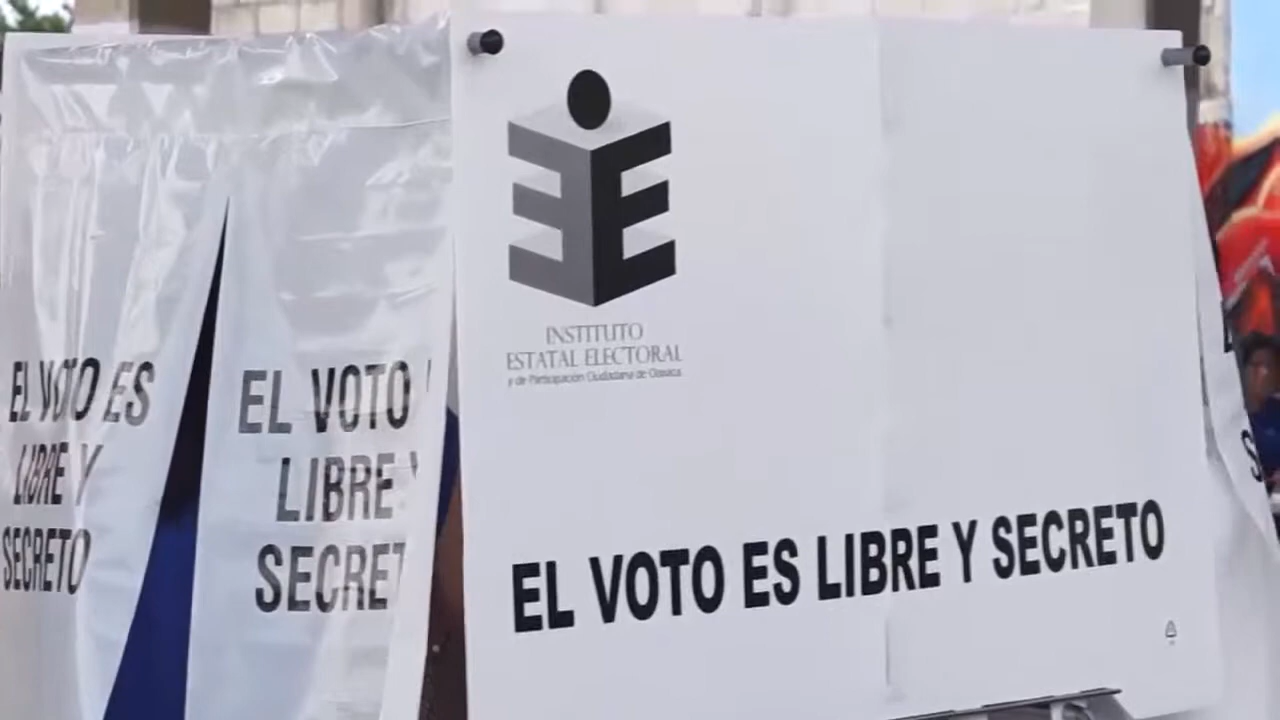 EL VOTO ES
LIBRE Y
SECRETO
EL VOTO
LIBRE Y
SECRET
INSTITUTO
ESTATAL ELECTORAL
y de Participación Ciudadana de Oaxaca
EL VOTO ES LIBRE Y SECRETO